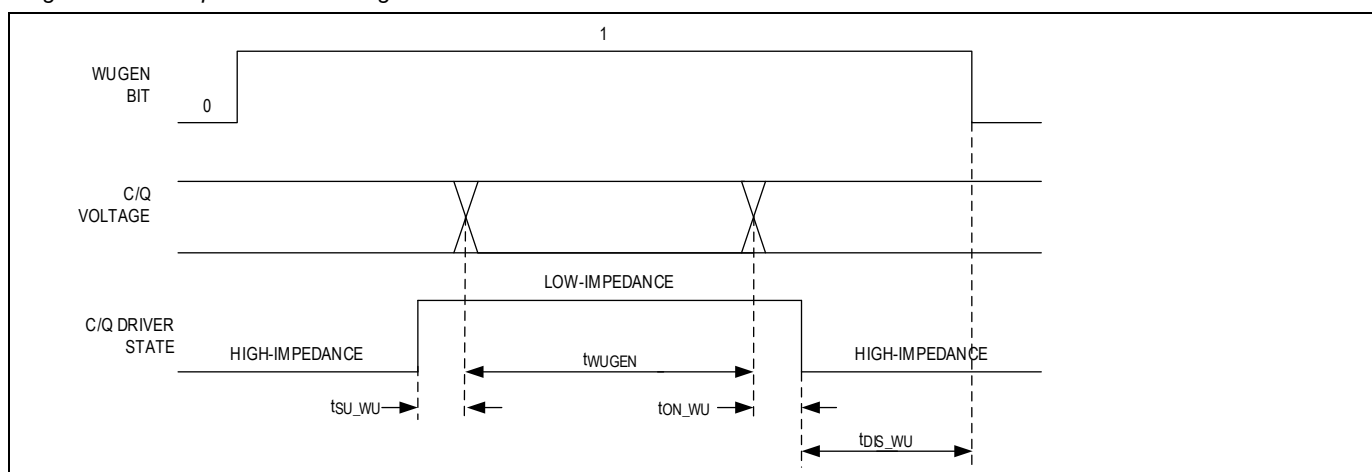 1
WUGEN
BIT
0
C/Q
VOLTAGE
LOW-IMPEDANCE
C/Q DRIVER
STATE
HIGH-IMPEDANCE
tWUGEN
HIGH-IMPEDANCE
tSU_WU
tON_WU
tDIS_WU